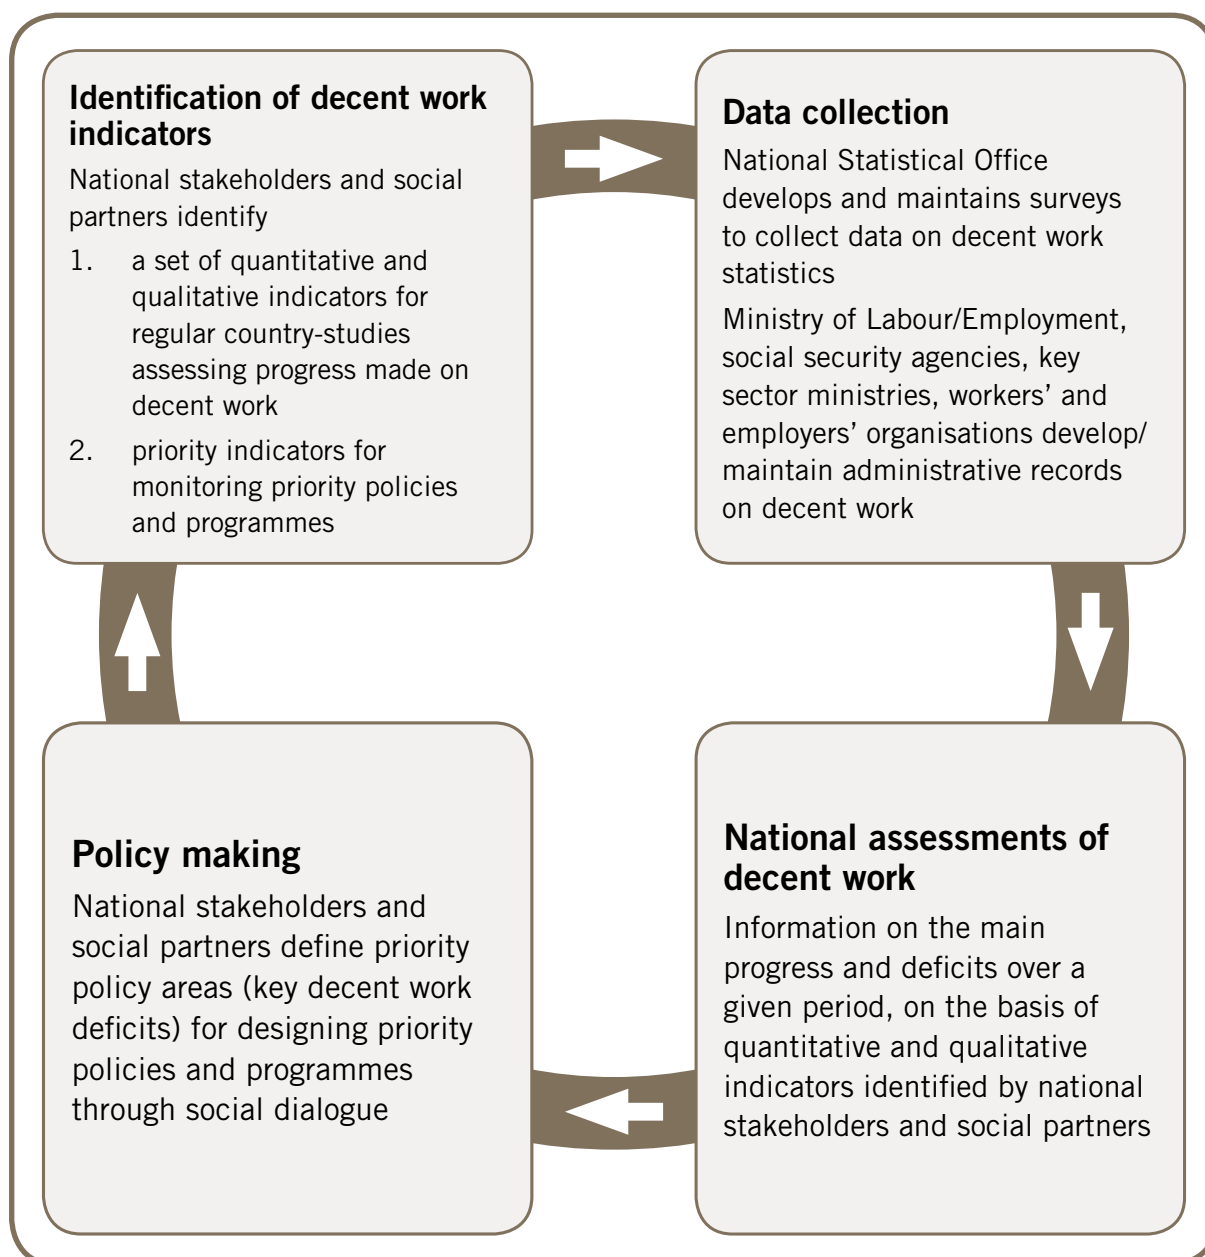 Identification of decent work
indicators
National stakeholders and social
partners identify
1. a set of quantitative and
qualitative indicators for
regular country-studies
assessing progress made on
decent work
2. priority indicators for
monitoring priority policies
and programmes
Data collection
National Statistical Office
develops and maintains surveys
to collect data on decent work
statistics
Ministry of Labour/Employment,
social security agencies, key
sector ministries, workers’ and
employers’ organisations develop/
maintain administrative records
on decent work
National assessments of
decent work
Information on the main
progress and deficits over a
given period, on the basis of
quantitative and qualitative
indicators identified by national
stakeholders and social partners
Policy making
National stakeholders and
social partners define priority
policy areas (key decent work
deficits) for designing priority
policies and programmes
through social dialogue